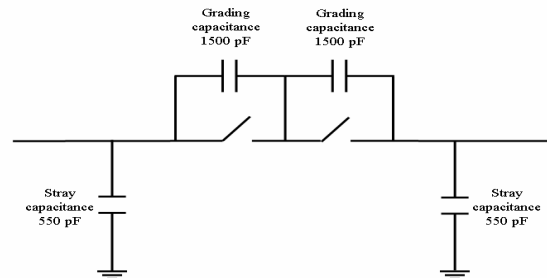 Grading
capacitance
1500 pF
Grading
capacitance
1500 pF
Stray
capacitance
550 pF
Stray
capacitance
550 pF